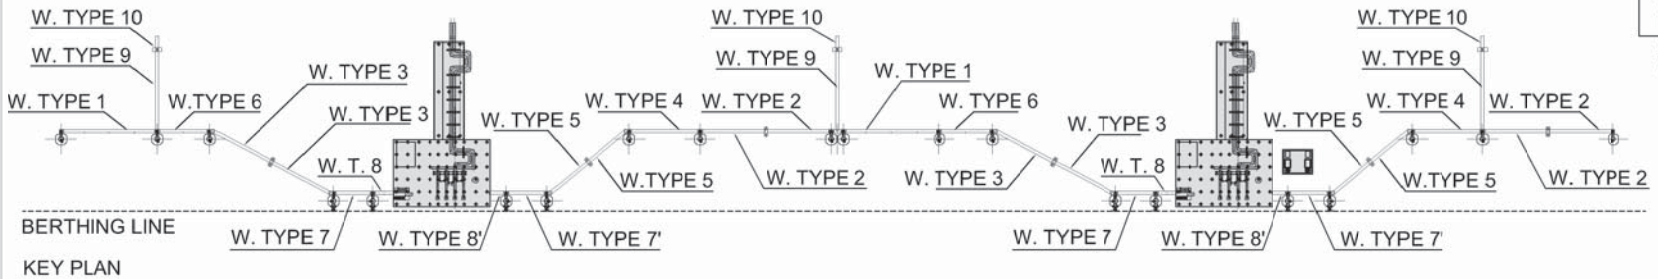 W. TYPE 10
W. TYPE 10
W. TYPE 10
W. TYPE 9
W. TYPE 9
W. TYPE 9
W. TYPE 3
W. TYPE 1
W. TYPE 1
W.TYPE 6
W. TYPE 4
W. TYPE 2
W. TYPE 6
W. TYPE 4
W. TYPE 2
W. TYPE 3
W. TYPE 5
W. TYPE 3
W. TYPE 5
W. T. 8
W.TYPE 5
W. TYPE 2
W. TYPE 3
W. T. 8
W.TYPE 5
W. TYPE 2
BERTHING LINE
W. TYPE 7
W. TYPE 8'
W. TYPE 7'
W. TYPE 7
W. TYPE 8'
W. TYPE 7'
KEY PLAN